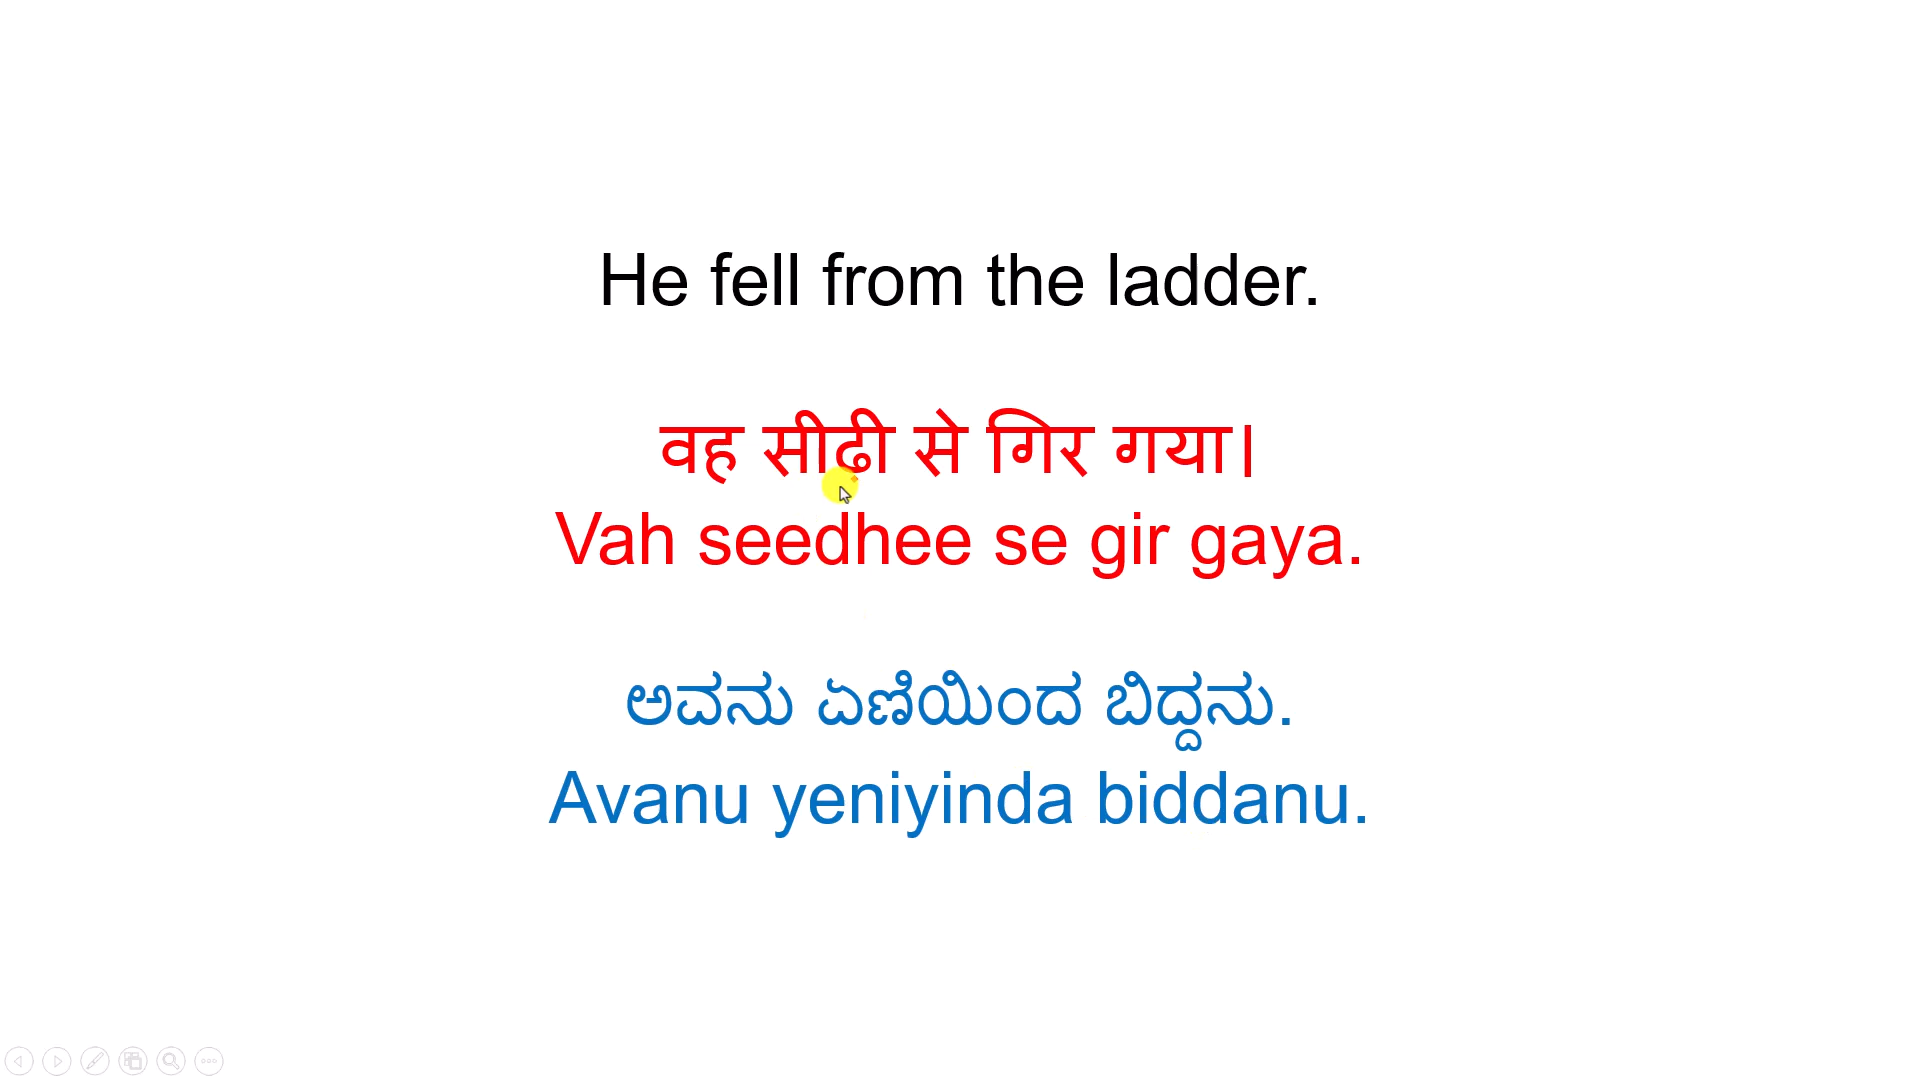 He fell from the ladder.
वह सीढ़ी से गिर गया।
Vah seedhee se gir gaya.
ಅವನು ಏಣಿಯಿಂದ ಬಿದ್ದನು.
Avanu yeniyinda biddanu.